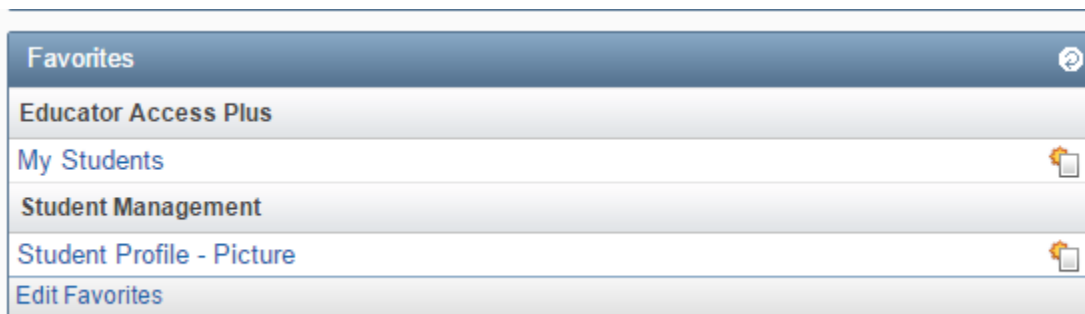 Favorites
Educator Access Plus
My Students
Student Management
Student Profile - Picture
Edit Favorites